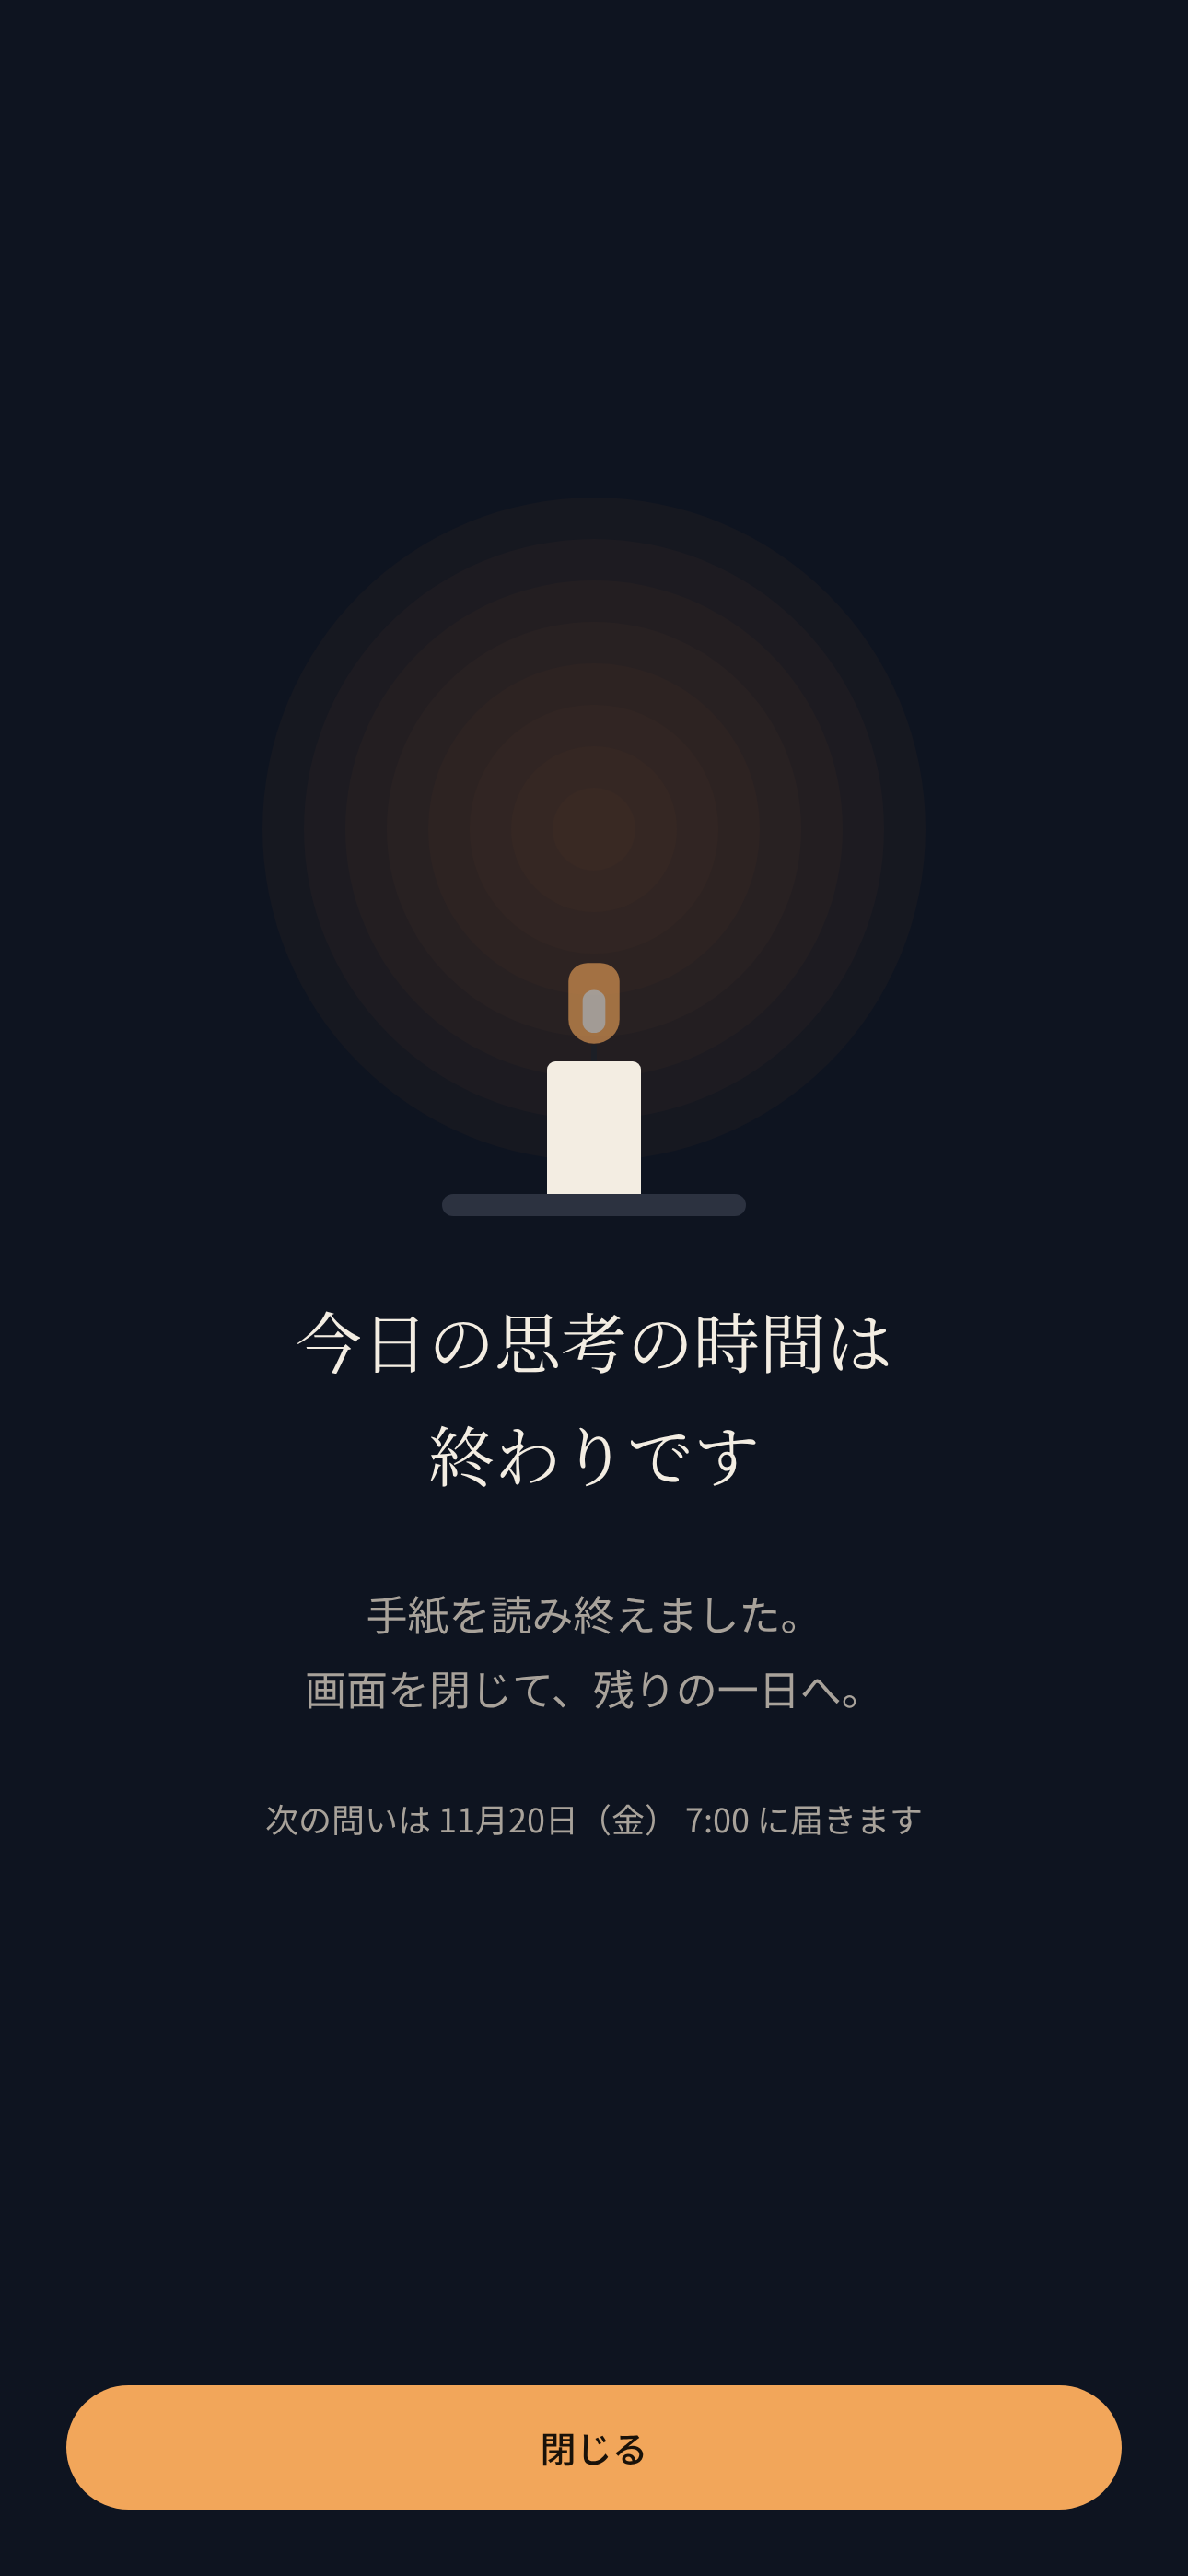 今日の思考の時間は
終わりです
手紙を読み終えました。
画面を閉じて、残りの一日へ。
次の問いは 11月20日（金） 7:00 に届きます
閉じる